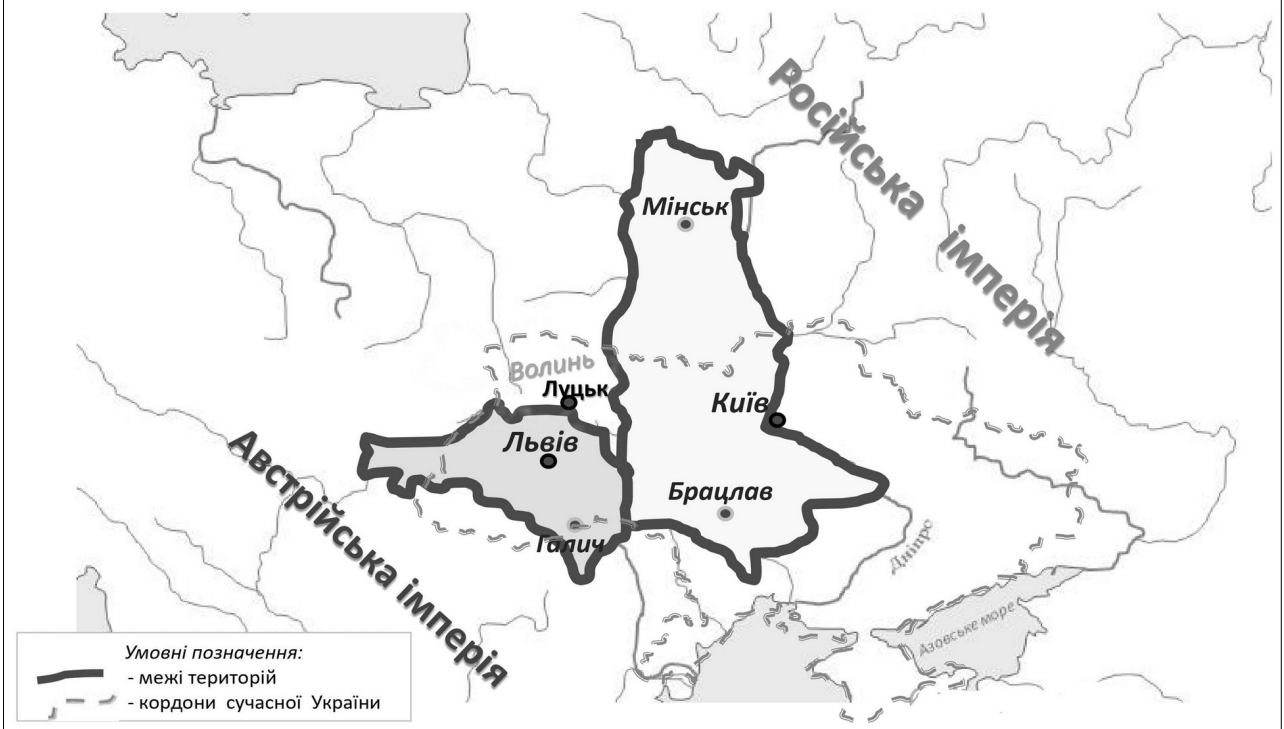 Російська імперія
Мінськ
Волинь
Луцьк
Київ
Львів
Брацлав
Галич
Дніпро
Австрійська імперія
Азовське море
Умовні позначення:
- межі територій
- кордони сучасної України